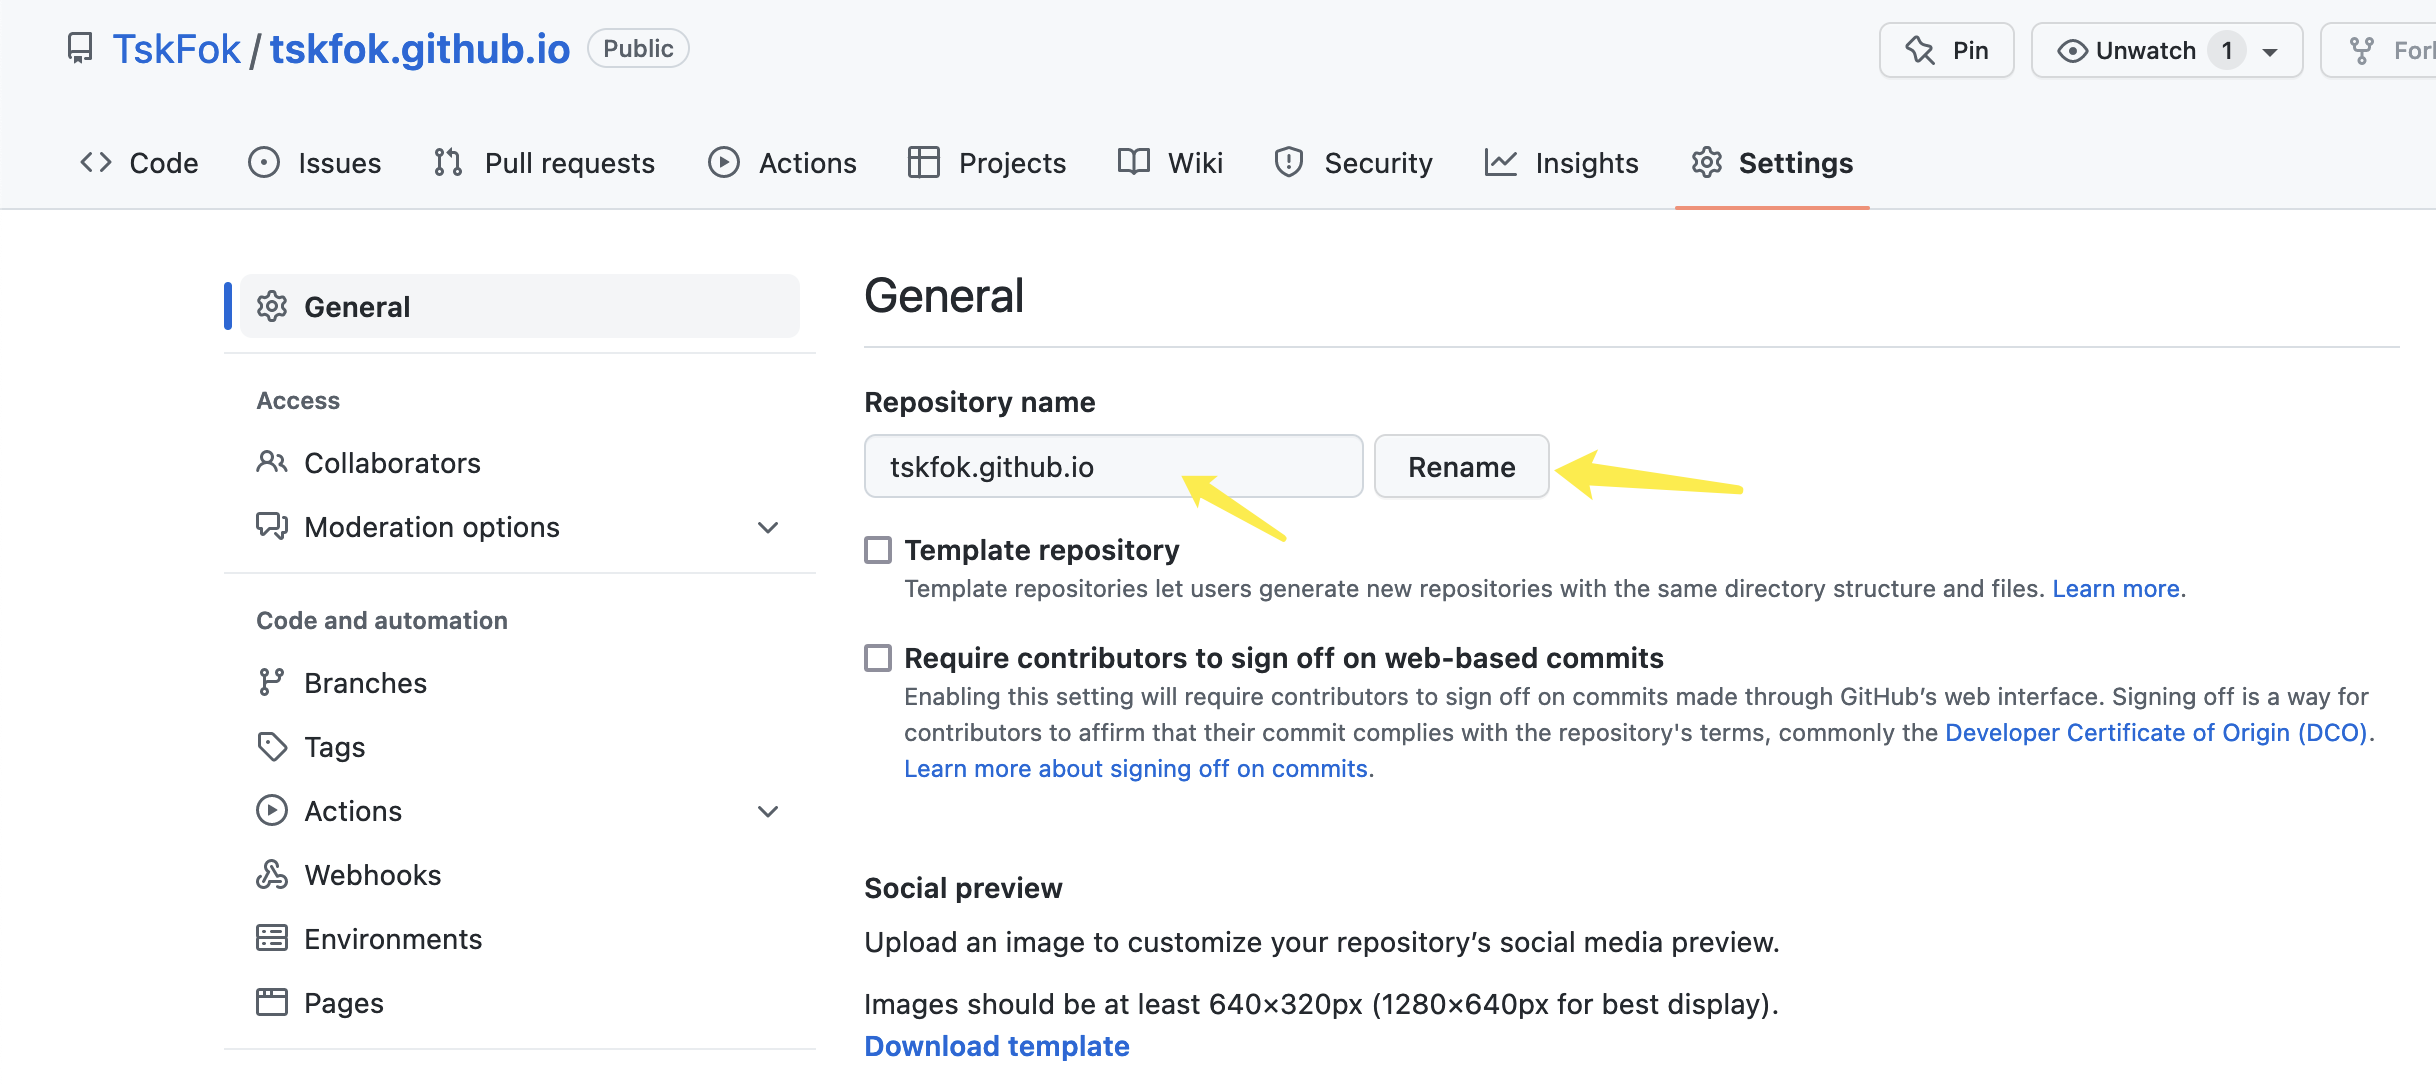 TskFok / tskfok.github.io Public
Pin Unwatch 1
Code Issues Pull requests Actions Projects Wiki Security Insights Settings
General
Access
Collaborators
Moderation options
Code and automation
Branches
Tags
Actions
Webhooks
Environments
Pages
General
Repository name
tskfok.github.io Rename
Template repository
Template repositories let users generate new repositories with the same directory structure and files. Learn more.
Require contributors to sign off on web-based commits
Enabling this setting will require contributors to sign off on commits made through GitHub’s web interface. Signing off is a way for
contributors to affirm that their commit complies with the repository's terms, commonly the Developer Certificate of Origin (DCO).
Learn more about signing off on commits.
Social preview
Upload an image to customize your repository’s social media preview.
Images should be at least 640×320px (1280×640px for best display).
Download template